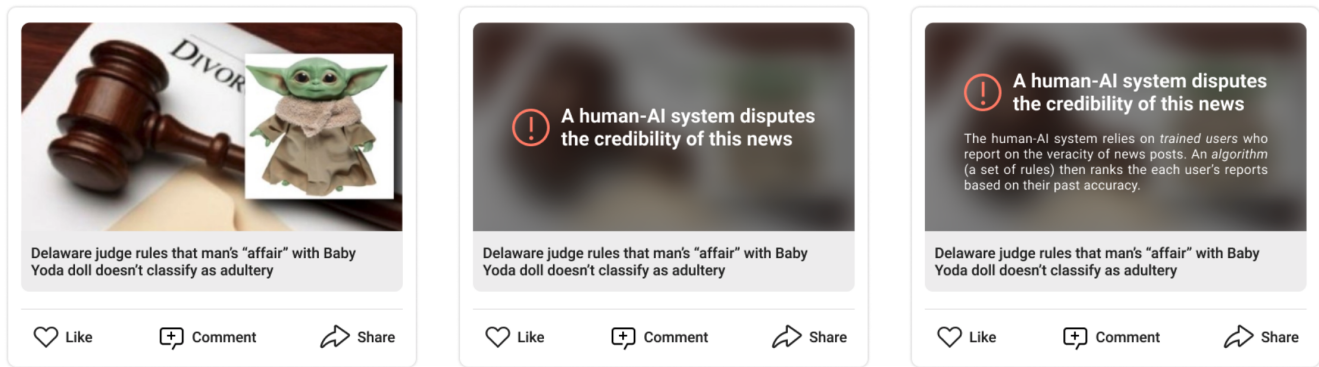 DIVOR
Delaware judge rules that man's “affair” with Baby
Yoda doll doesn't classify as adultery
Like
Comment
Share
A human-AI system disputes
the credibility of this news
Delaware judge rules that man's “affair” with Baby
Yoda doll doesn't classify as adultery
Like
Comment
Share
A human-AI system disputes
the credibility of this news
The human-AI system relies on trained users who
report on the veracity of news posts. An algorithm
(a set of rules) then ranks the each user's reports
based on their past accuracy.
Delaware judge rules that man's “affair” with Baby
Yoda doll doesn't classify as adultery
Like
Comment
Share